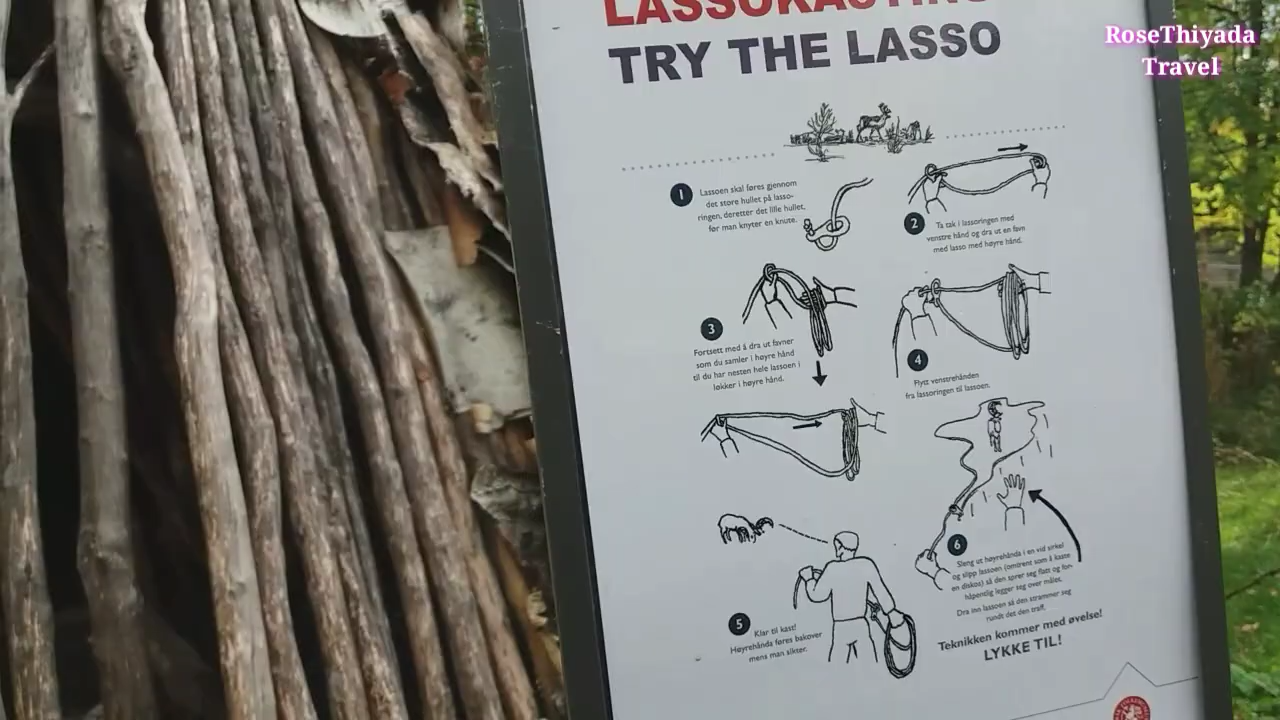 RoseThiyada
Travel
LASSOKASTING
TRY THE LASSO
1
Lassoen skal føres gjennom
det store hullet på lasso-
ringen, deretter det lille hullet,
før man knyter en knute.
2
Ta tak i lassoringen med
venstre hånd og dra ut en favn
med lasso med høyre hånd.
3
Fortsett med å dra ut favner
som du samler i høyre hånd
til du har nesten hele lassoen i
løkker i høyre hånd.
4
Flytt venstrehånden
fra lassoringen til lassoen.
5
Klar til kast!
Høyrehånda føres bakover
mens man sikter.
6
Sleng ut høyrehånda i en vid sirkel
og slipp lassoen (omtrent som å kaste
en diskos) så den sprer seg flatt og for-
håpentlig legger seg over målet.
Dra inn lassoen så den strammer seg
rundt det den traff.
Teknikken kommer med øvelse!
LYKKE TIL!